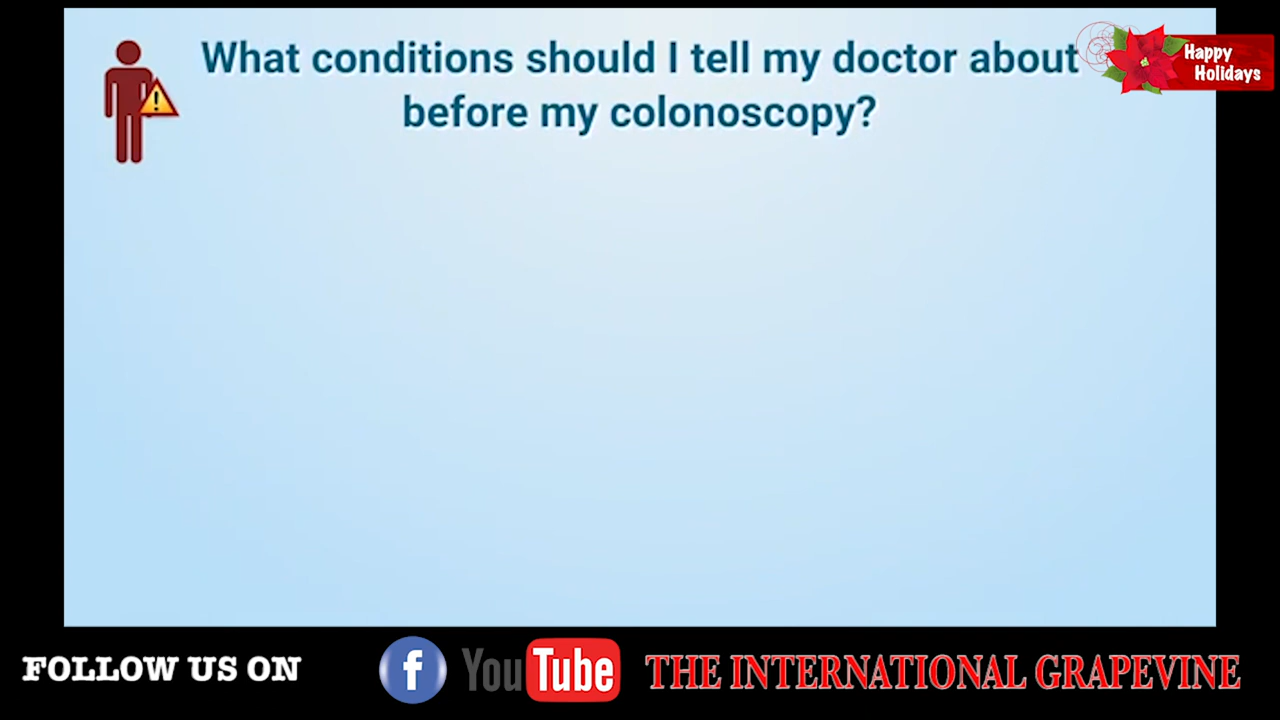 What conditions should I tell my doctor about
before my colonoscopy?
Happy
Holidays
FOLLOW US ON
f
YouTube
THE INTERNATIONAL GRAPEVINE